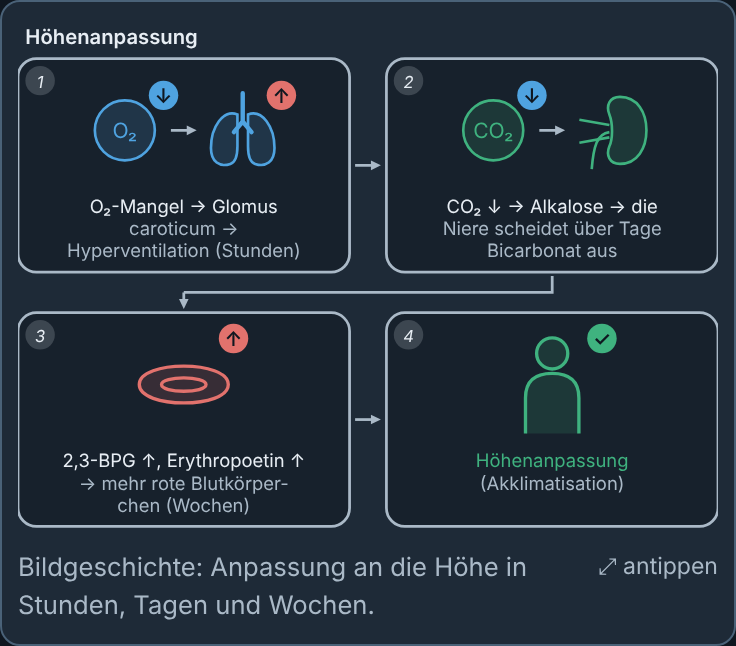 Höhenanpassung
1
O₂
O₂-Mangel → Glomus
caroticum →
Hyperventilation (Stunden)
2
CO₂
CO₂ ↓ → Alkalose → die
Niere scheidet über Tage
Bicarbonat aus
3
2,3-BPG ↑, Erythropoetin ↑
→ mehr rote Blutkörper-
chen (Wochen)
4
Höhenanpassung
(Akklimatisation)
Bildgeschichte: Anpassung an die Höhe in
Stunden, Tagen und Wochen.
⤢ antippen